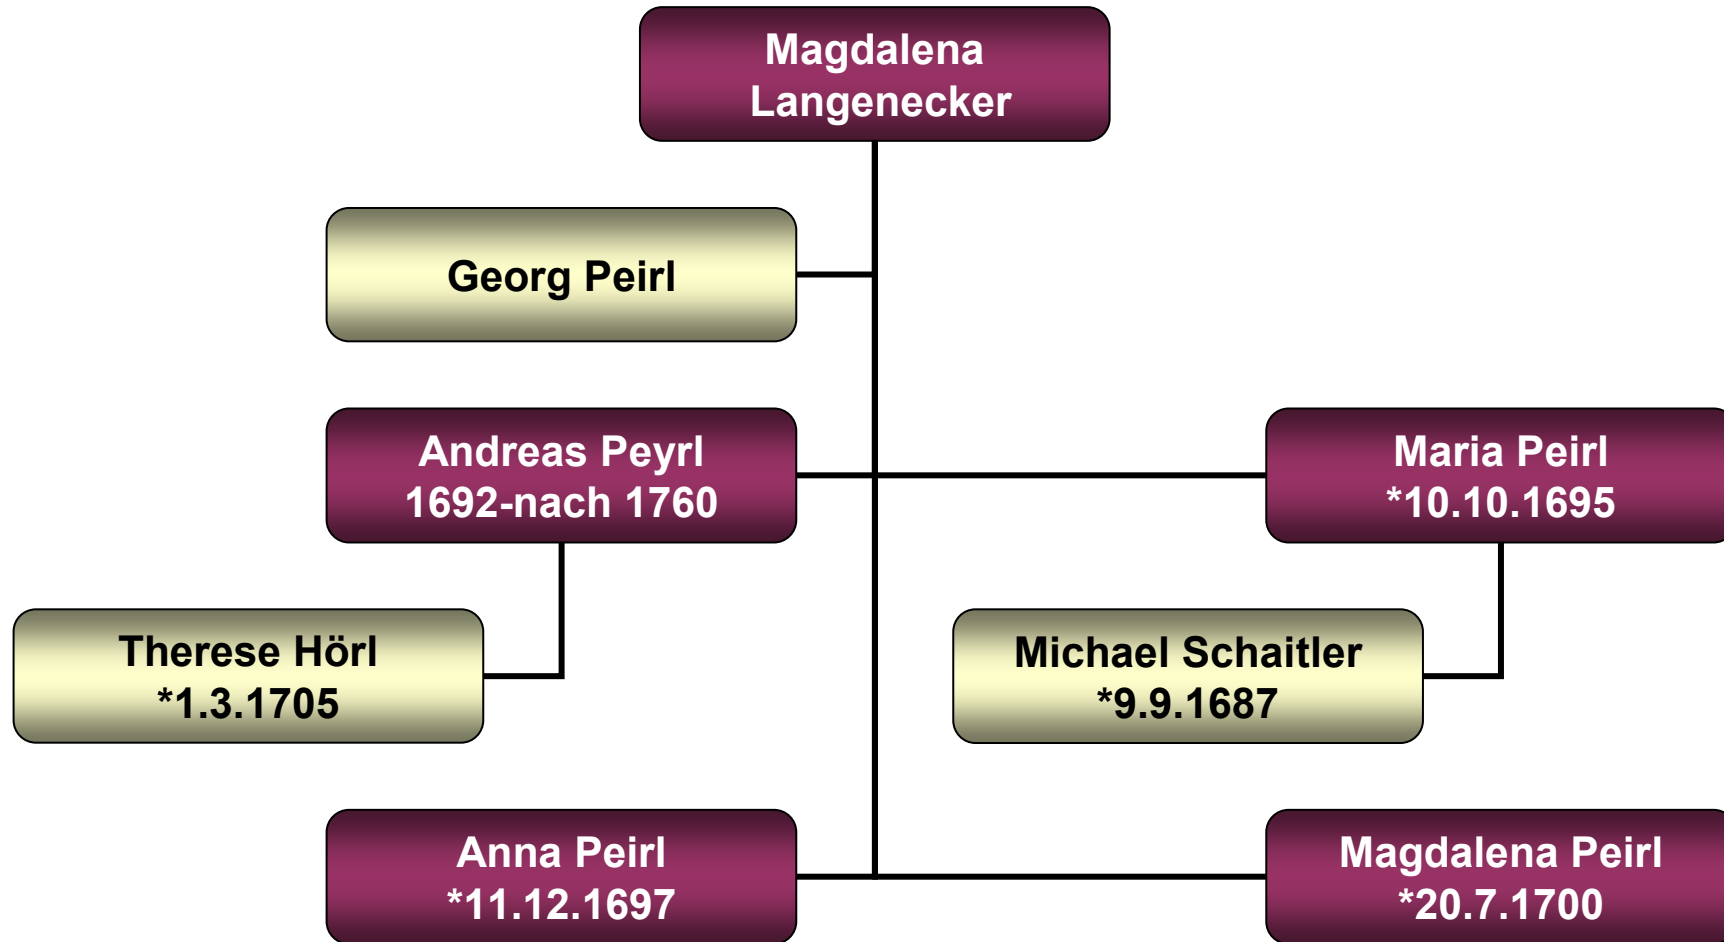 Magdalena
Langenecker
Georg Peirl
Andreas Peyrl
1692-nach 1760
Maria Peirl
*10.10.1695
Therese Hörl
*1.3.1705
Michael Schaitler
*9.9.1687
Anna Peirl
*11.12.1697
Magdalena Peirl
*20.7.1700